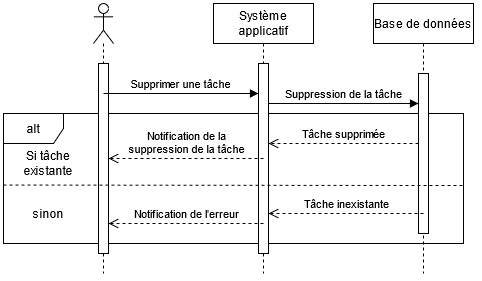 Système
applicatif
Base de données
Supprimer une tâche
Suppression de la tâche
alt
Tâche supprimée
Notification de la
suppression de la tâche
Si tâche
existante
Tâche inexistante
sinon
Notification de l'erreur